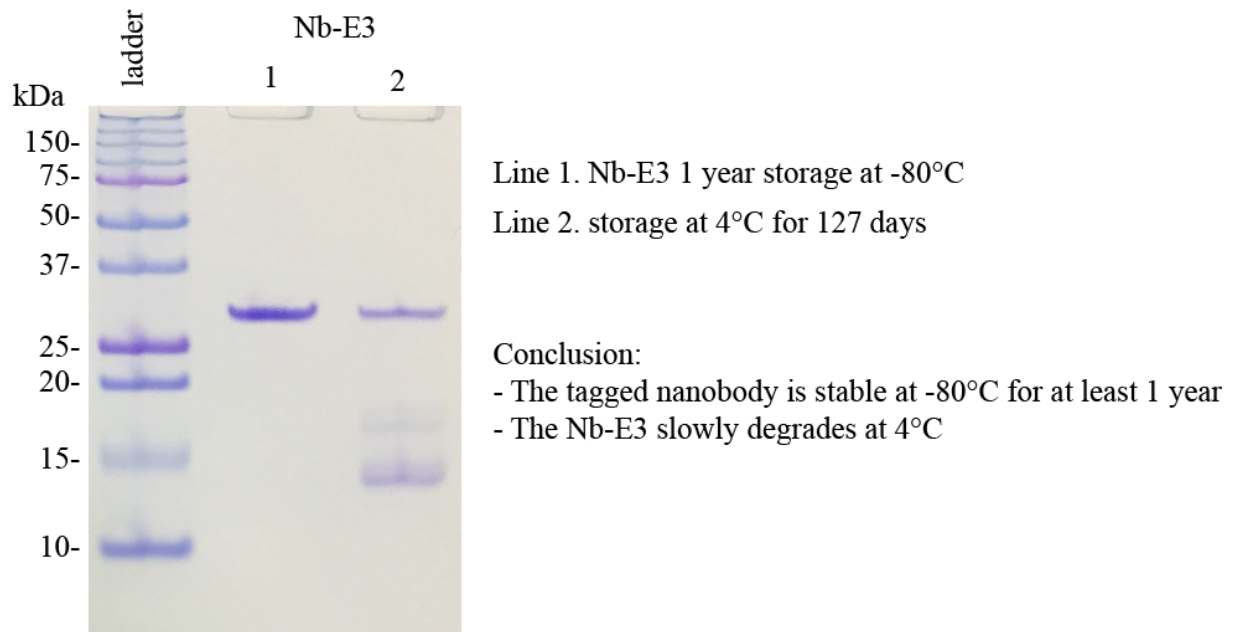 ladder
Nb-E3
1
2
kDa
150-
75-
50-
37-
25-
20-
15-
10-
Line 1. Nb-E3 1 year storage at -80°C
Line 2. storage at 4°C for 127 days
Conclusion:
- The tagged nanobody is stable at -80°C for at least 1 year
- The Nb-E3 slowly degrades at 4°C